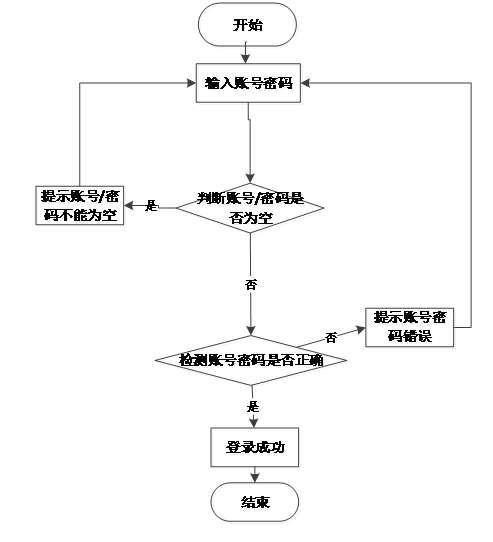 开始
输入账号密码
提示账号/密
码不能为空
是
判断账号/密码是
否为空
否
提示账号密
码错误
否
检测账号密码是否正确
是
登录成功
结束